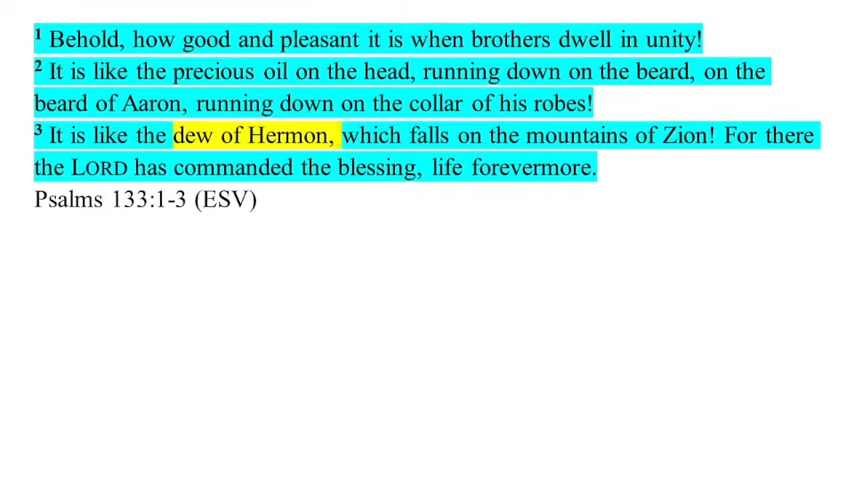 1 Behold, how good and pleasant it is when brothers dwell in unity!
2 It is like the precious oil on the head, running down on the beard, on the
beard of Aaron, running down on the collar of his robes!
3 It is like the dew of Hermon, which falls on the mountains of Zion! For there
the LORD has commanded the blessing, life forevermore.
Psalms 133:1-3 (ESV)